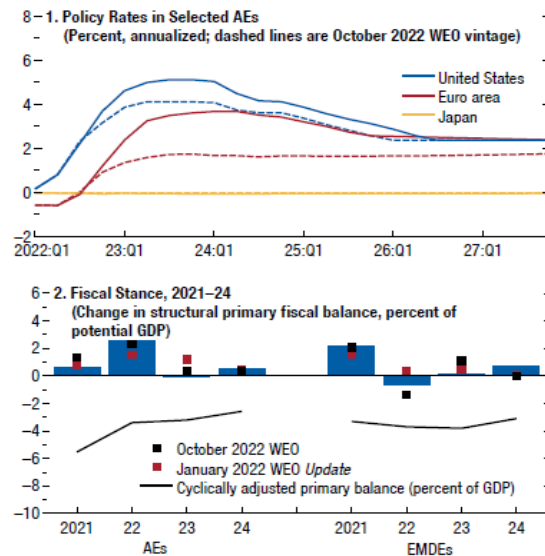 1. Policy Rates in Selected AEs
(Percent, annualized; dashed lines are October 2022 WEO vintage)
8
6
4
2
0
−2
United States
Euro area
Japan
2022:Q1 23:Q1 24:Q1 25:Q1 26:Q1 27:Q1
2. Fiscal Stance, 2021–24
(Change in structural primary fiscal balance, percent of
potential GDP)
6
4
2
0
−2
−4
−6
−8
−10
October 2022 WEO
January 2022 WEO Update
Cyclically adjusted primary balance (percent of GDP)
2021 22 23 24 2021 22 23 24
AEs EMDEs